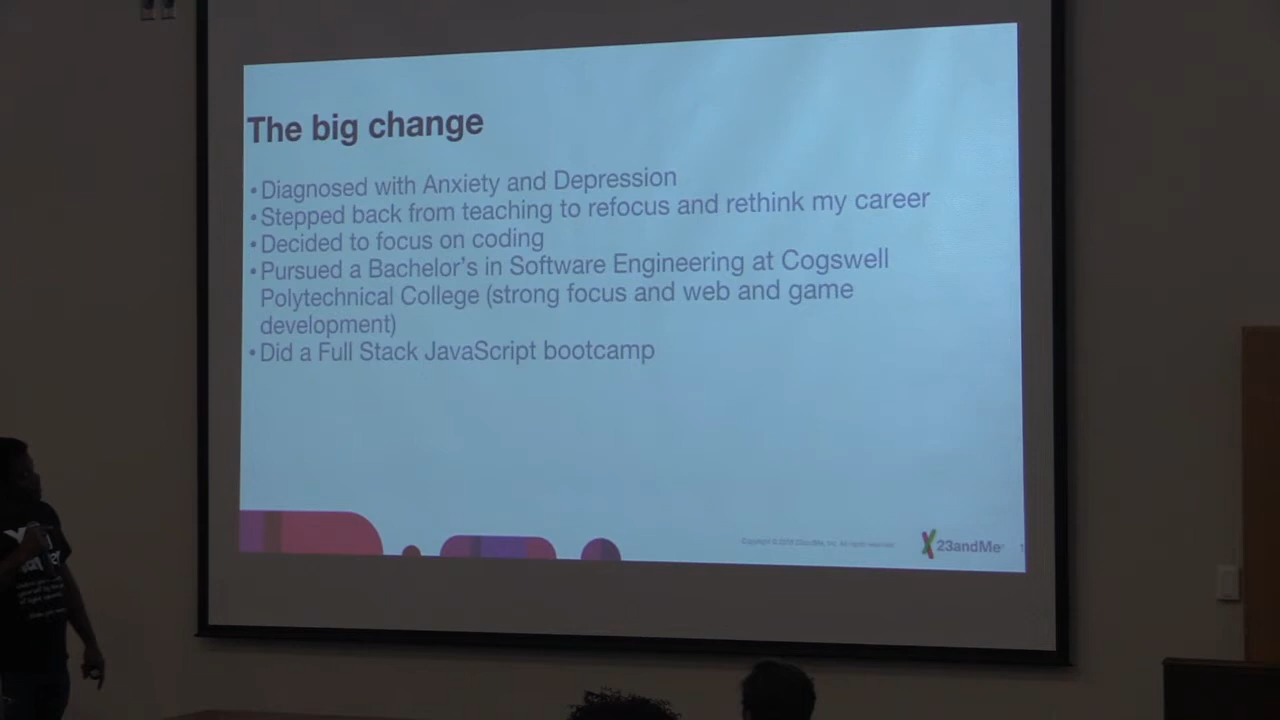 The big change
• Diagnosed with Anxiety and Depression
• Stepped back from teaching to refocus and rethink my career
• Decided to focus on coding
• Pursued a Bachelor's in Software Engineering at Cogswell
Polytechnical College (strong focus and web and game
development)
• Did a Full Stack JavaScript bootcamp
23andMe